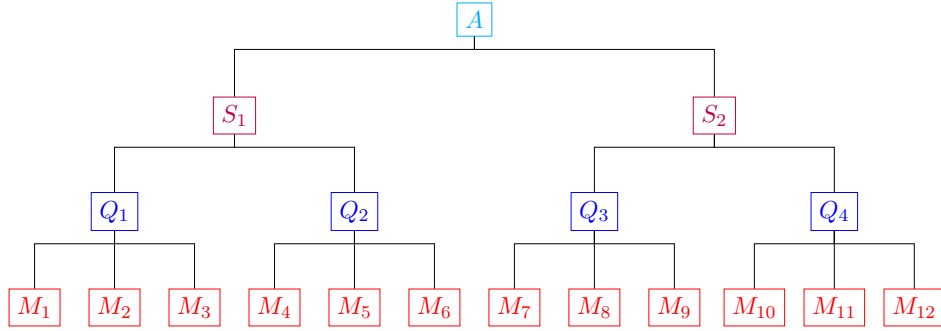 A
S₁ S₂
Q₁ Q₂ Q₃ Q₄
M₁ M₂ M₃ M₄ M₅ M₆ M₇ M₈ M₉ M₁₀ M₁₁ M₁₂